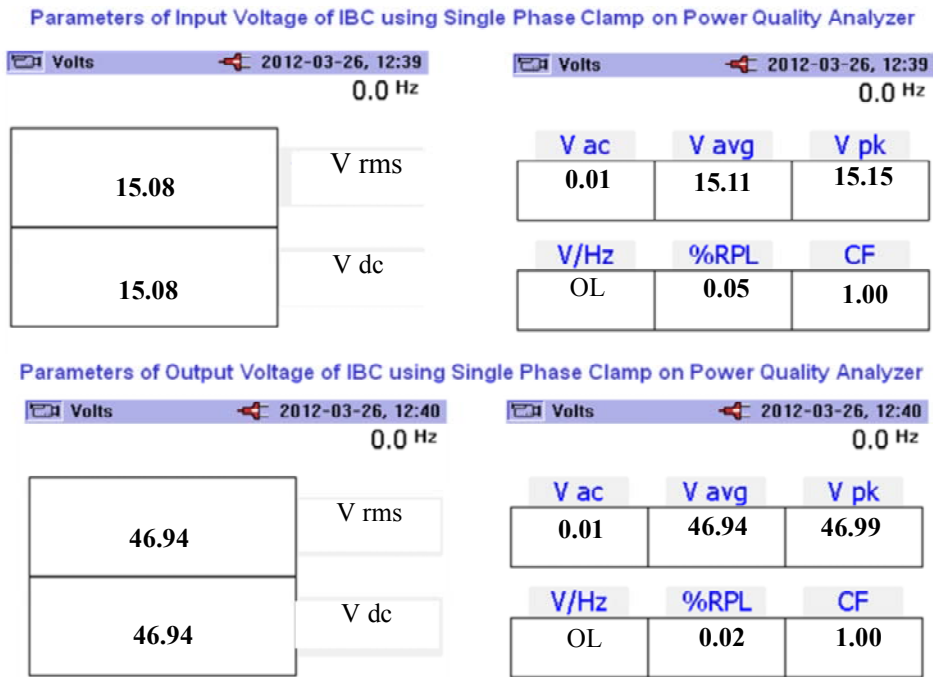 Parameters of Input Voltage of IBC using Single Phase Clamp on Power Quality Analyzer
Volts 2012-03-26, 12:39
0.0 Hz
15.08 V rms
15.08 V dc
Volts 2012-03-26, 12:39
0.0 Hz
V ac V avg V pk
0.01 15.11 15.15
V/Hz %RPL CF
OL 0.05 1.00
Parameters of Output Voltage of IBC using Single Phase Clamp on Power Quality Analyzer
Volts 2012-03-26, 12:40
0.0 Hz
46.94 V rms
46.94 V dc
Volts 2012-03-26, 12:40
0.0 Hz
V ac V avg V pk
0.01 46.94 46.99
V/Hz %RPL CF
OL 0.02 1.00